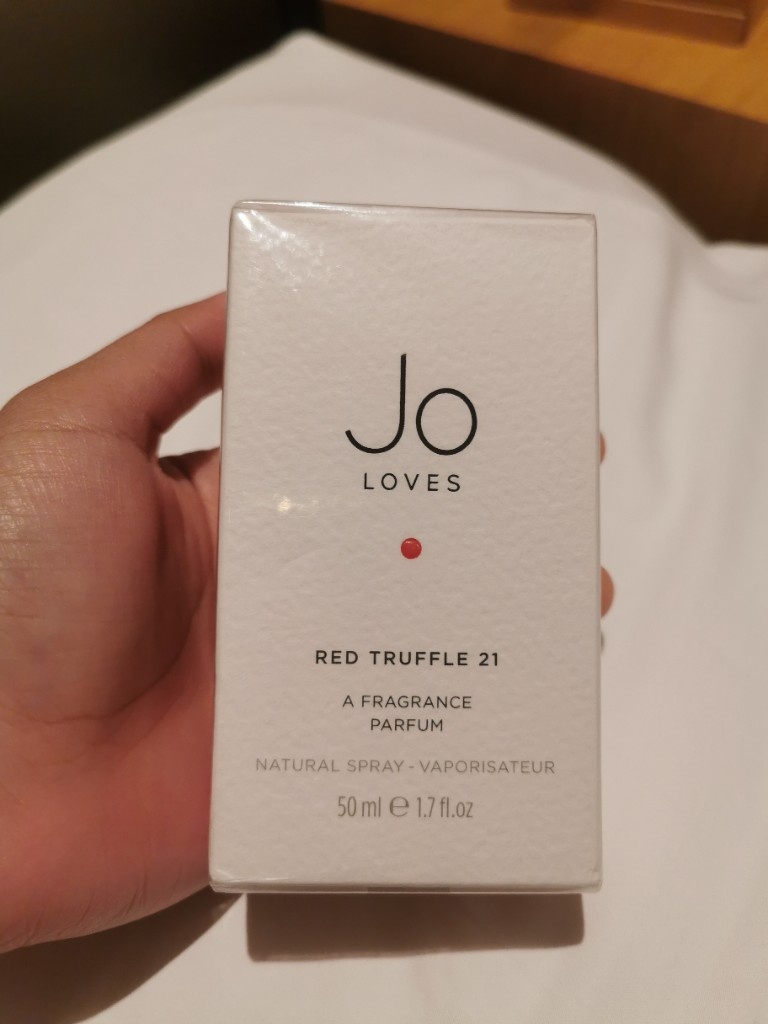 Jo
LOVES
RED TRUFFLE 21
A FRAGRANCE
PARFUM
NATURAL SPRAY - VAPORISATEUR
50 ml ℮ 1.7 fl.oz